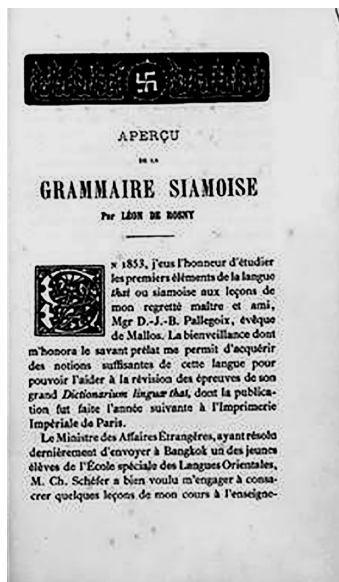 APERÇU
DE LA
GRAMMAIRE SIAMOISE
Par LÉON DE ROSNY
EN 1853, j'eus l'honneur d'étudier
les premiers éléments de la langue
thaï ou siamoise aux leçons de
mon regretté maître et ami,
Mgr D.-J.-B. Pallegoix, évêque
de Mallos. La bienveillance dont
m'honora le savant prélat me permit d'acquérir
des notions suffisantes de cette langue pour
pouvoir l'aider à la révision des épreuves de son
grand Dictionarium linguæ thaï, dont la publica-
tion fut faite l'année suivante à l'Imprimerie
Impériale de Paris.
Le Ministre des Affaires Étrangères, ayant résolu
dernièrement d'envoyer à Bangkok un des jeunes
élèves de l'École spéciale des Langues Orientales,
M. Ch. Schéfer a bien voulu m'engager à consa-
crer quelques leçons de mon cours à l'enseigne-